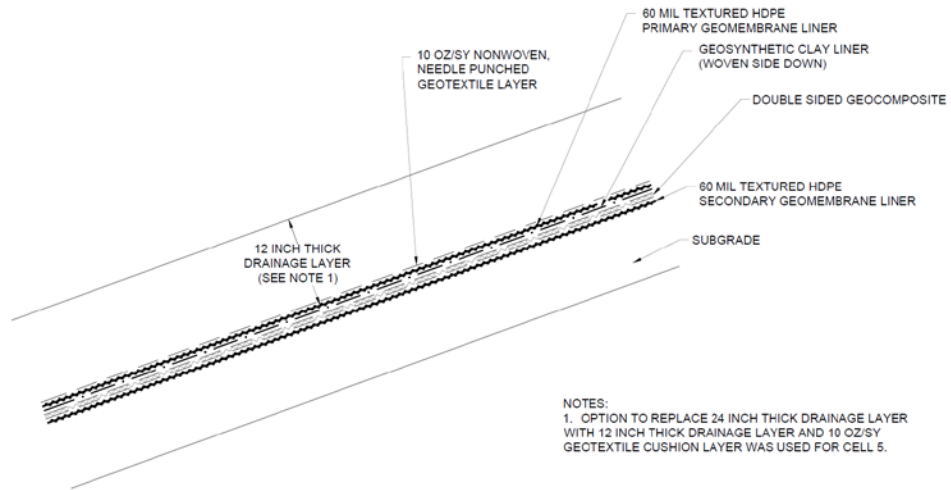 60 MIL TEXTURED HDPE
PRIMARY GEOMEMBRANE LINER
10 OZ/SY NONWOVEN,
NEEDLE PUNCHED
GEOTEXTILE LAYER
GEOSYNTHETIC CLAY LINER
(WOVEN SIDE DOWN)
DOUBLE SIDED GEOCOMPOSITE
60 MIL TEXTURED HDPE
SECONDARY GEOMEMBRANE LINER
SUBGRADE
12 INCH THICK
DRAINAGE LAYER
(SEE NOTE 1)
NOTES:
1. OPTION TO REPLACE 24 INCH THICK DRAINAGE LAYER
WITH 12 INCH THICK DRAINAGE LAYER AND 10 OZ/SY
GEOTEXTILE CUSHION LAYER WAS USED FOR CELL 5.